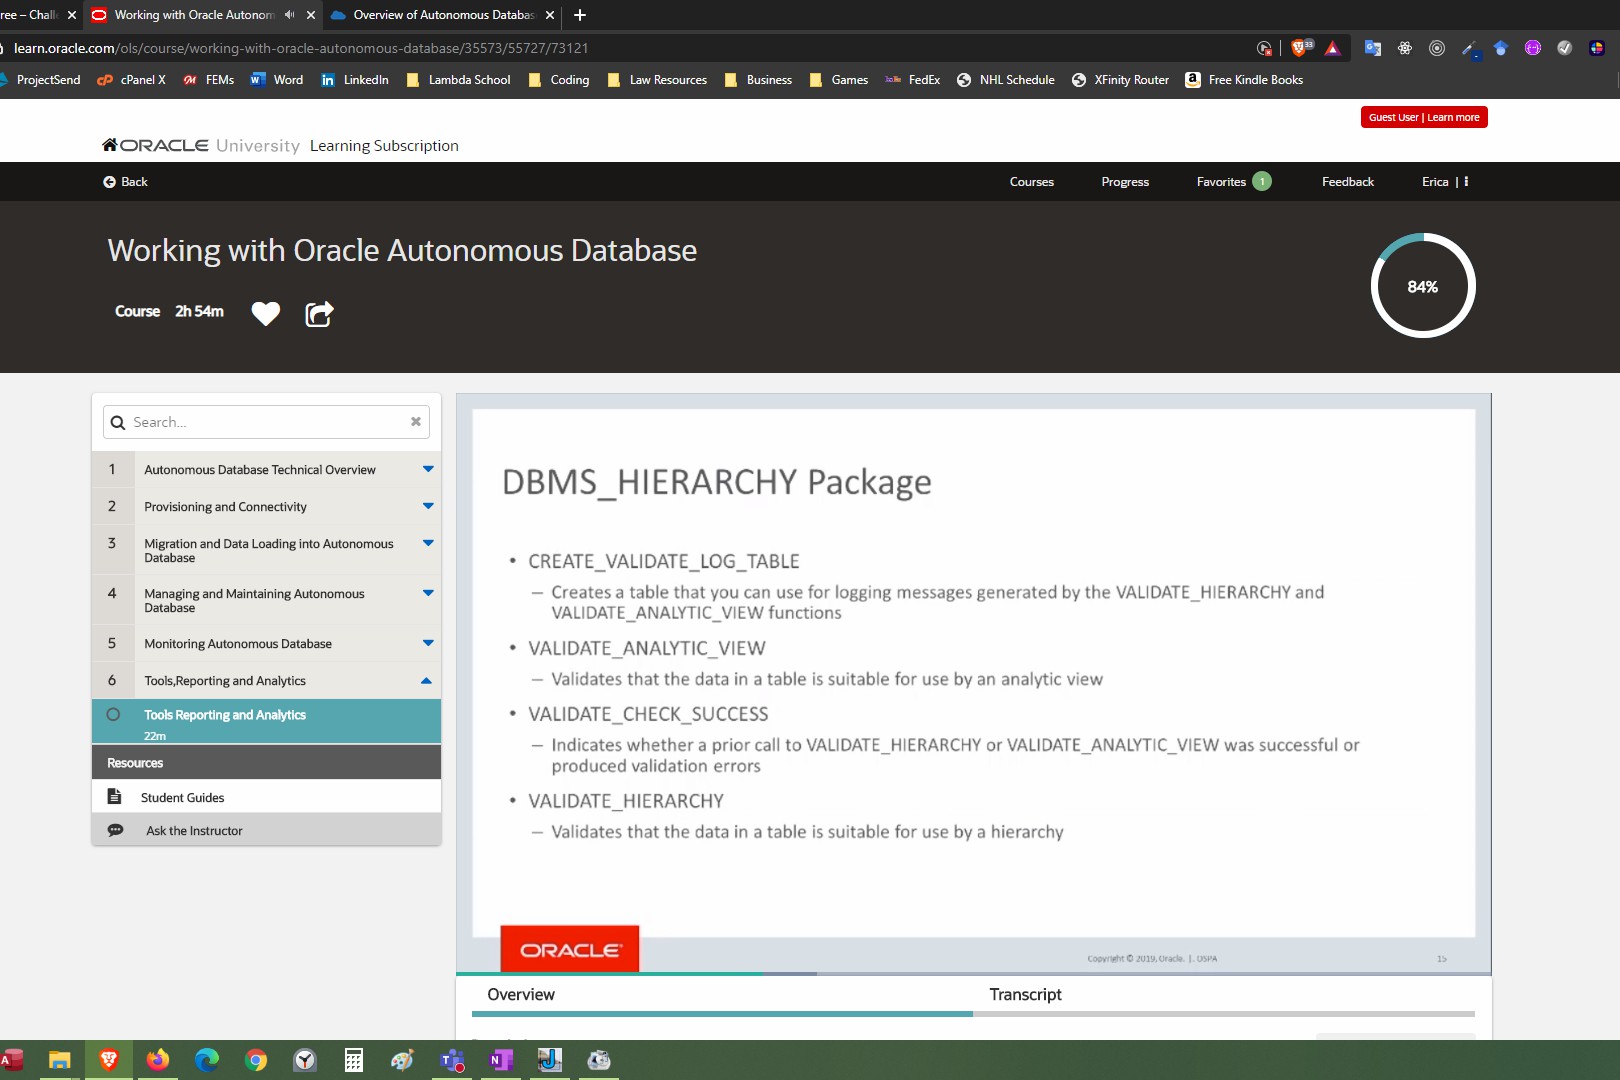 ree – Chall
Working with Oracle Autonom
Overview of Autonomous Databas
learn.oracle.com/ols/course/working-with-oracle-autonomous-database/35573/55727/73121
33
ProjectSend
cPanel X
FEMs
Word
LinkedIn
Lambda School
Coding
Law Resources
Business
Games
FedEx
NHL Schedule
XFinity Router
Free Kindle Books
Guest User | Learn more
ORACLE University Learning Subscription
Back
Courses
Progress
Favorites 1
Feedback
Erica |
Working with Oracle Autonomous Database
Course 2h 54m
84%
Search...
1 Autonomous Database Technical Overview
2 Provisioning and Connectivity
3 Migration and Data Loading into Autonomous
Database
4 Managing and Maintaining Autonomous
Database
5 Monitoring Autonomous Database
6 Tools,Reporting and Analytics
Tools Reporting and Analytics
22m
Resources
Student Guides
Ask the Instructor
DBMS_HIERARCHY Package
• CREATE_VALIDATE_LOG_TABLE
– Creates a table that you can use for logging messages generated by the VALIDATE_HIERARCHY and
VALIDATE_ANALYTIC_VIEW functions
• VALIDATE_ANALYTIC_VIEW
– Validates that the data in a table is suitable for use by an analytic view
• VALIDATE_CHECK_SUCCESS
– Indicates whether a prior call to VALIDATE_HIERARCHY or VALIDATE_ANALYTIC_VIEW was successful or
produced validation errors
• VALIDATE_HIERARCHY
– Validates that the data in a table is suitable for use by a hierarchy
ORACLE
Copyright © 2019, Oracle. | . DSPA
15
Overview
Transcript